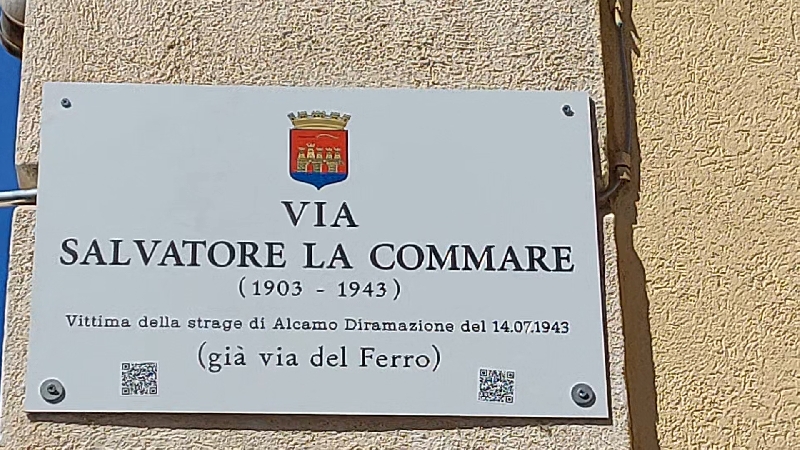 VIA
SALVATORE LA COMMARE
(1903 - 1943)
Vittima della strage di Alcamo Diramazione del 14.07.1943
(già via del Ferro)